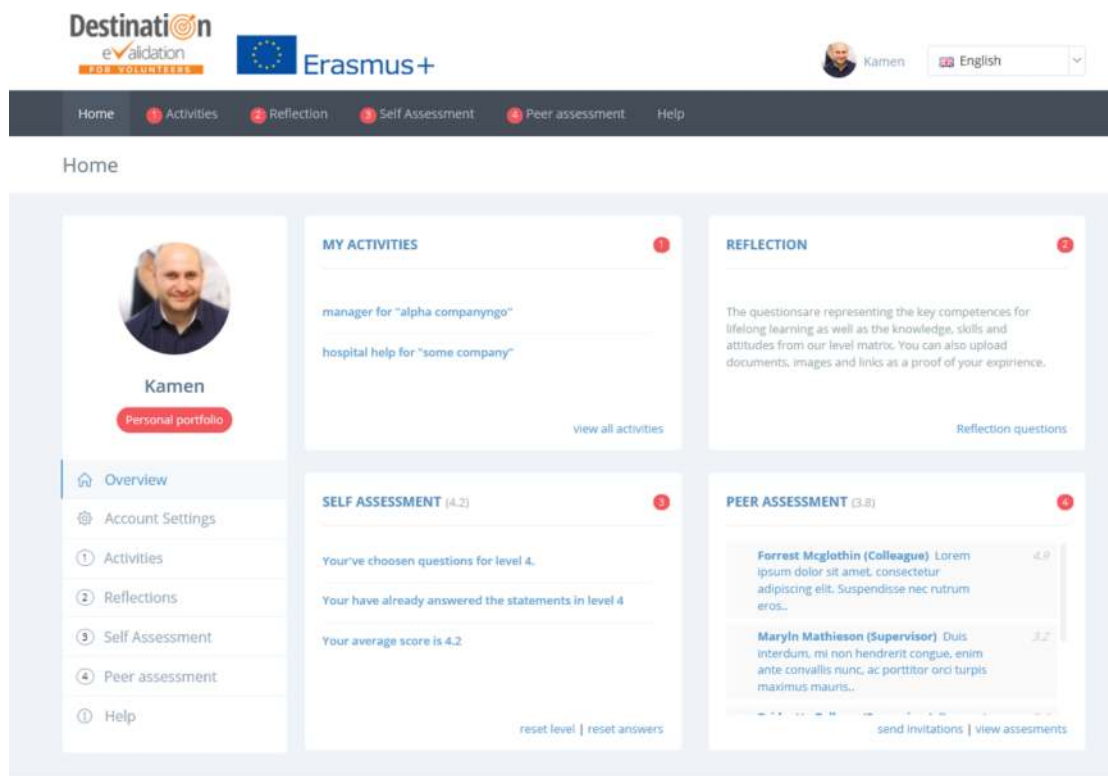 Destination
evalidation
FOR VOLUNTEERS
Erasmus+
Kamen
English
Home
1 Activities
2 Reflection
3 Self Assessment
4 Peer assessment
Help
Home
Kamen
Personal portfolio
Overview
Account Settings
1 Activities
2 Reflections
3 Self Assessment
4 Peer assessment
Help
MY ACTIVITIES 1
manager for "alpha companyngo"
hospital help for "some company"
view all activities
REFLECTION 2
The questionsare representing the key competences for
lifelong learning as well as the knowledge, skills and
attitudes from our level matrix. You can also upload
documents, images and links as a proof of your expirience.
Reflection questions
SELF ASSESSMENT (4.2) 3
Your've choosen questions for level 4.
Your have already answered the statements in level 4
Your average score is 4.2
reset level | reset answers
PEER ASSESSMENT (3.8) 4
Forrest Mcglothin (Colleague) Lorem 4.9
ipsum dolor sit amet, consectetur
adipiscing elit. Suspendisse nec rutrum
eros..
Maryln Mathieson (Supervisor) Duis 3.2
interdum, mi non hendrerit congue, enim
ante convallis nunc, ac porttitor orci turpis
maximus mauris..
send invitations | view assesments